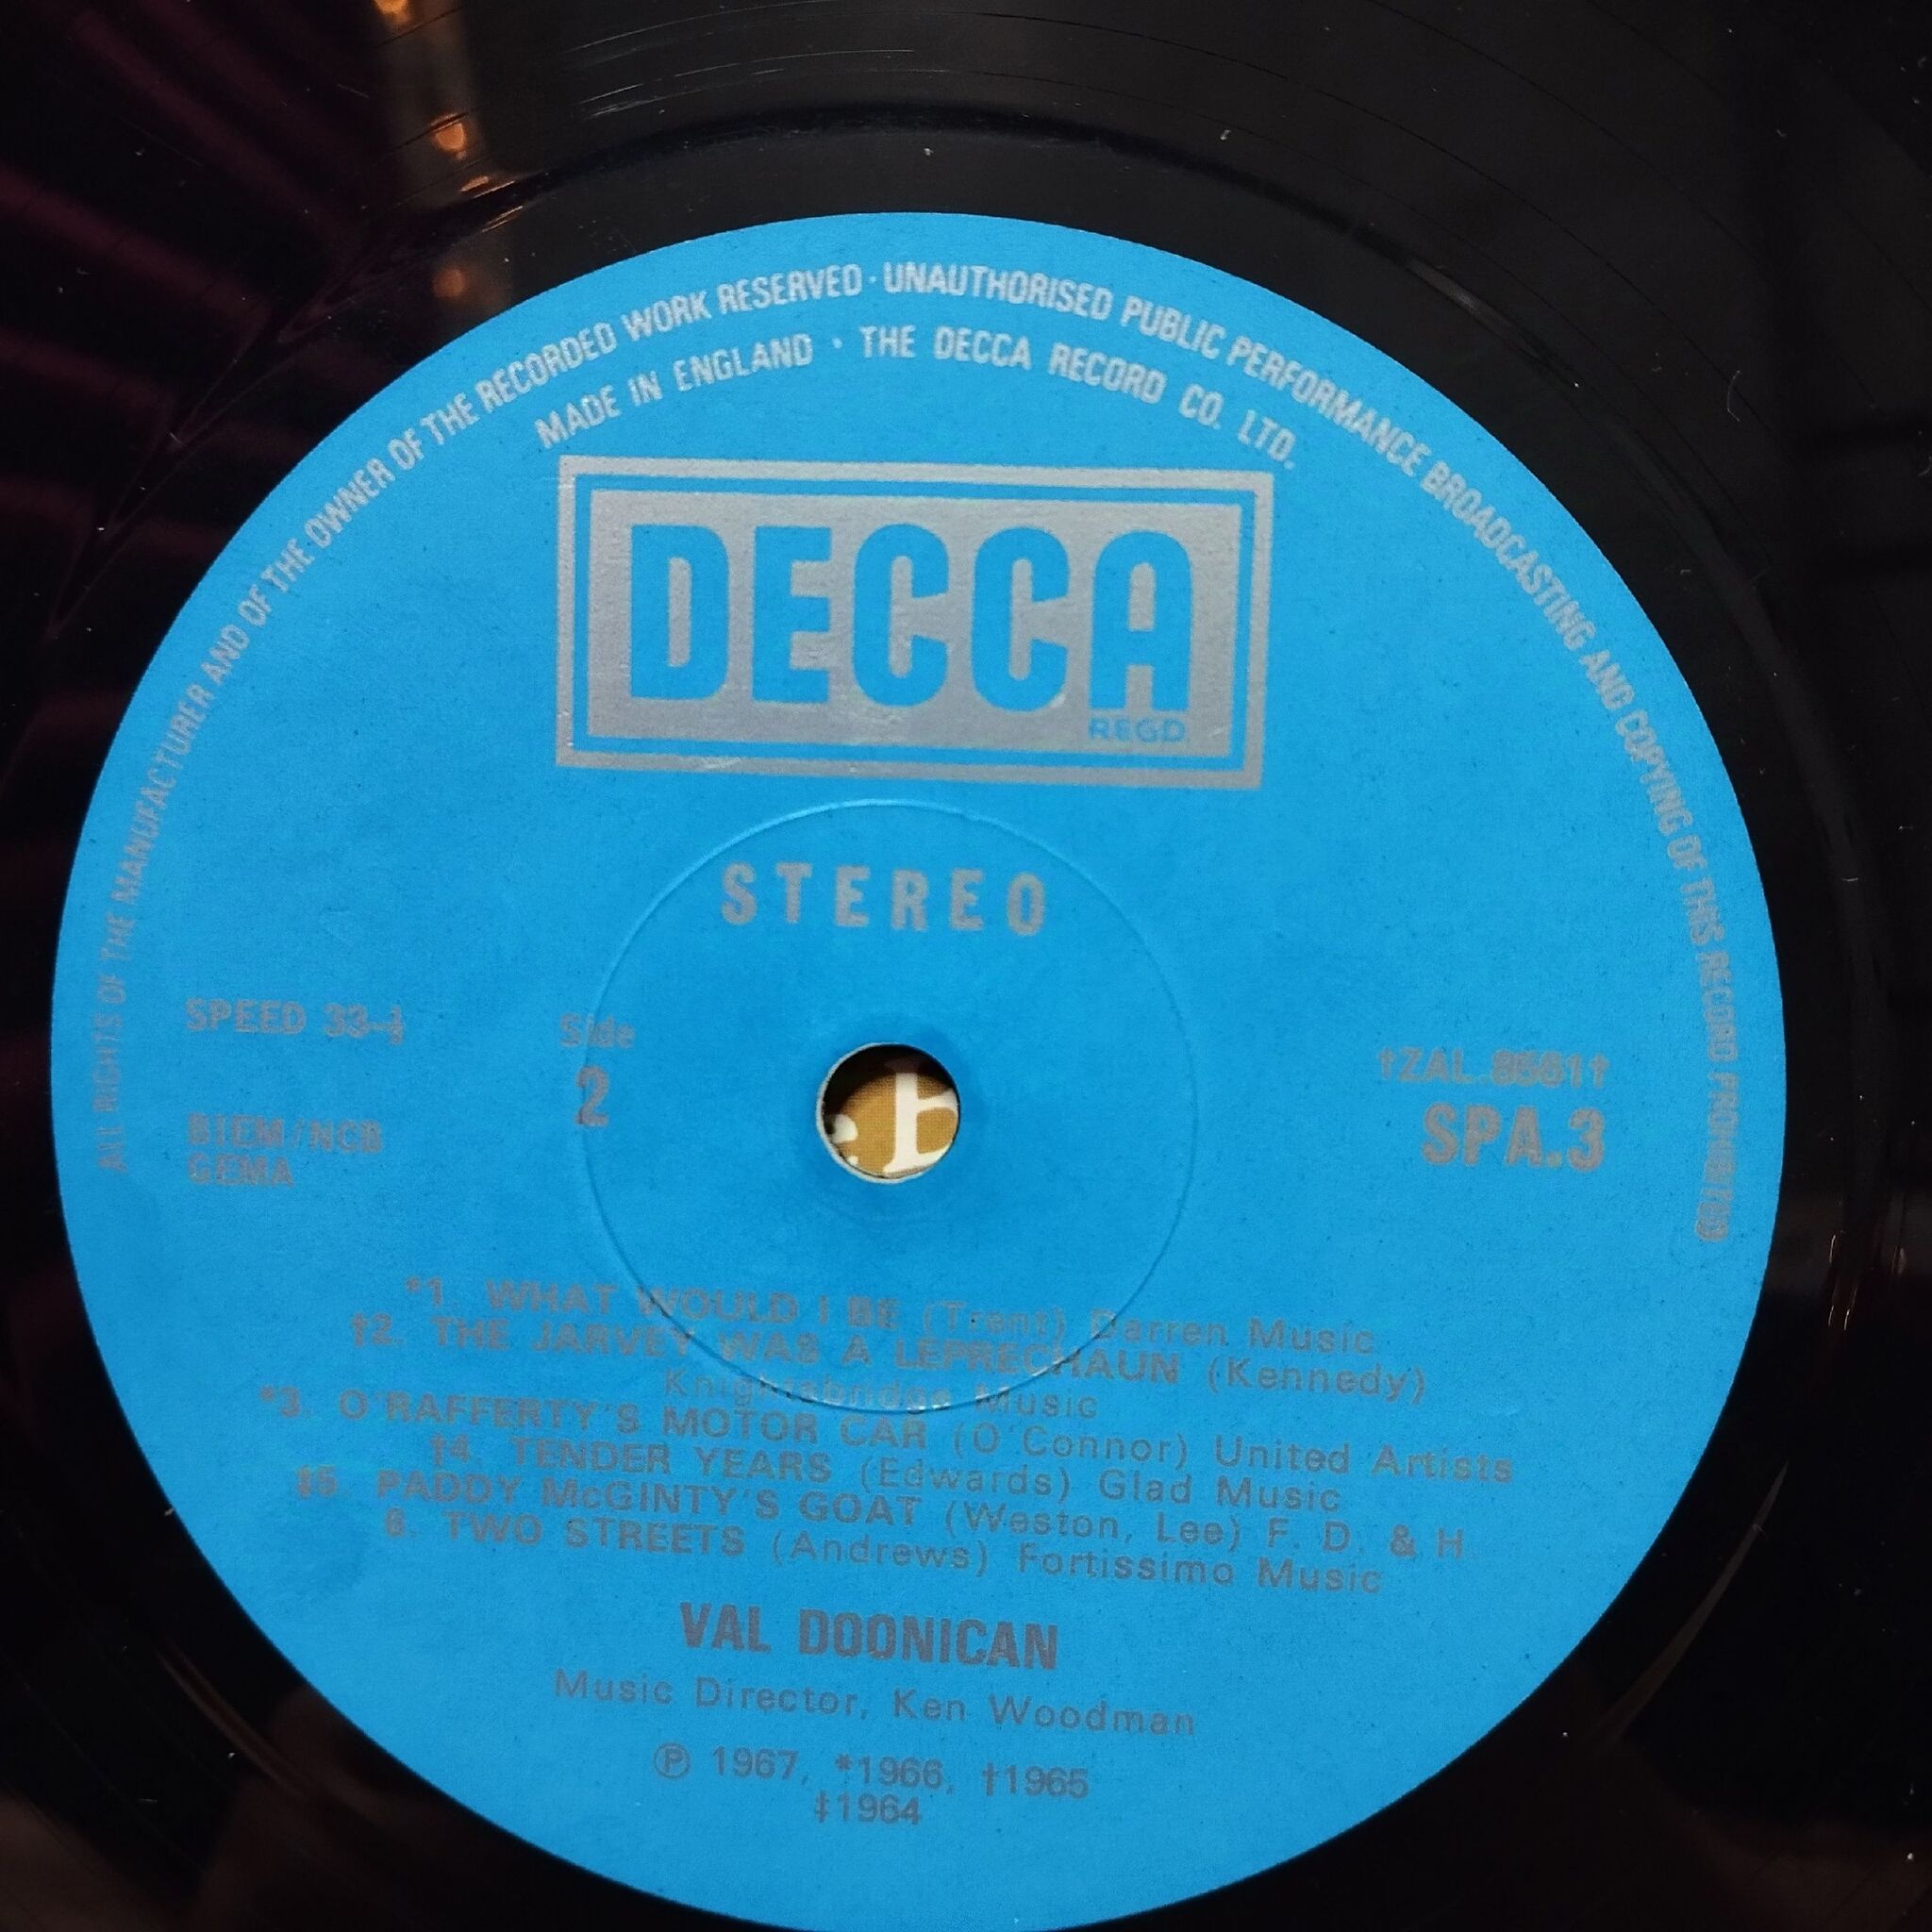 ALL RIGHTS OF THE MANUFACTURER AND OF THE OWNER OF THE RECORDED WORK RESERVED · UNAUTHORISED PUBLIC PERFORMANCE BROADCASTING AND COPYING OF THIS RECORD PROHIBITED
MADE IN ENGLAND · THE DECCA RECORD CO. LTD.
DECCA
REGD.
STEREO
SPEED 33-⅓
Side
2
BIEM/NCB
GEMA
†ZAL.8561†
SPA.3
*1. WHAT WOULD I BE (Trent) Darren Music
†2. THE JARVEY WAS A LEPRECHAUN (Kennedy)
Knightsbridge Music
*3. O'RAFFERTY'S MOTOR CAR (O'Connor) United Artists
†4. TENDER YEARS (Edwards) Glad Music
‡5. PADDY McGINTY'S GOAT (Weston, Lee) F. D. & H.
6. TWO STREETS (Andrews) Fortissimo Music
VAL DOONICAN
Music Director, Ken Woodman
℗ 1967, *1966, †1965
‡1964